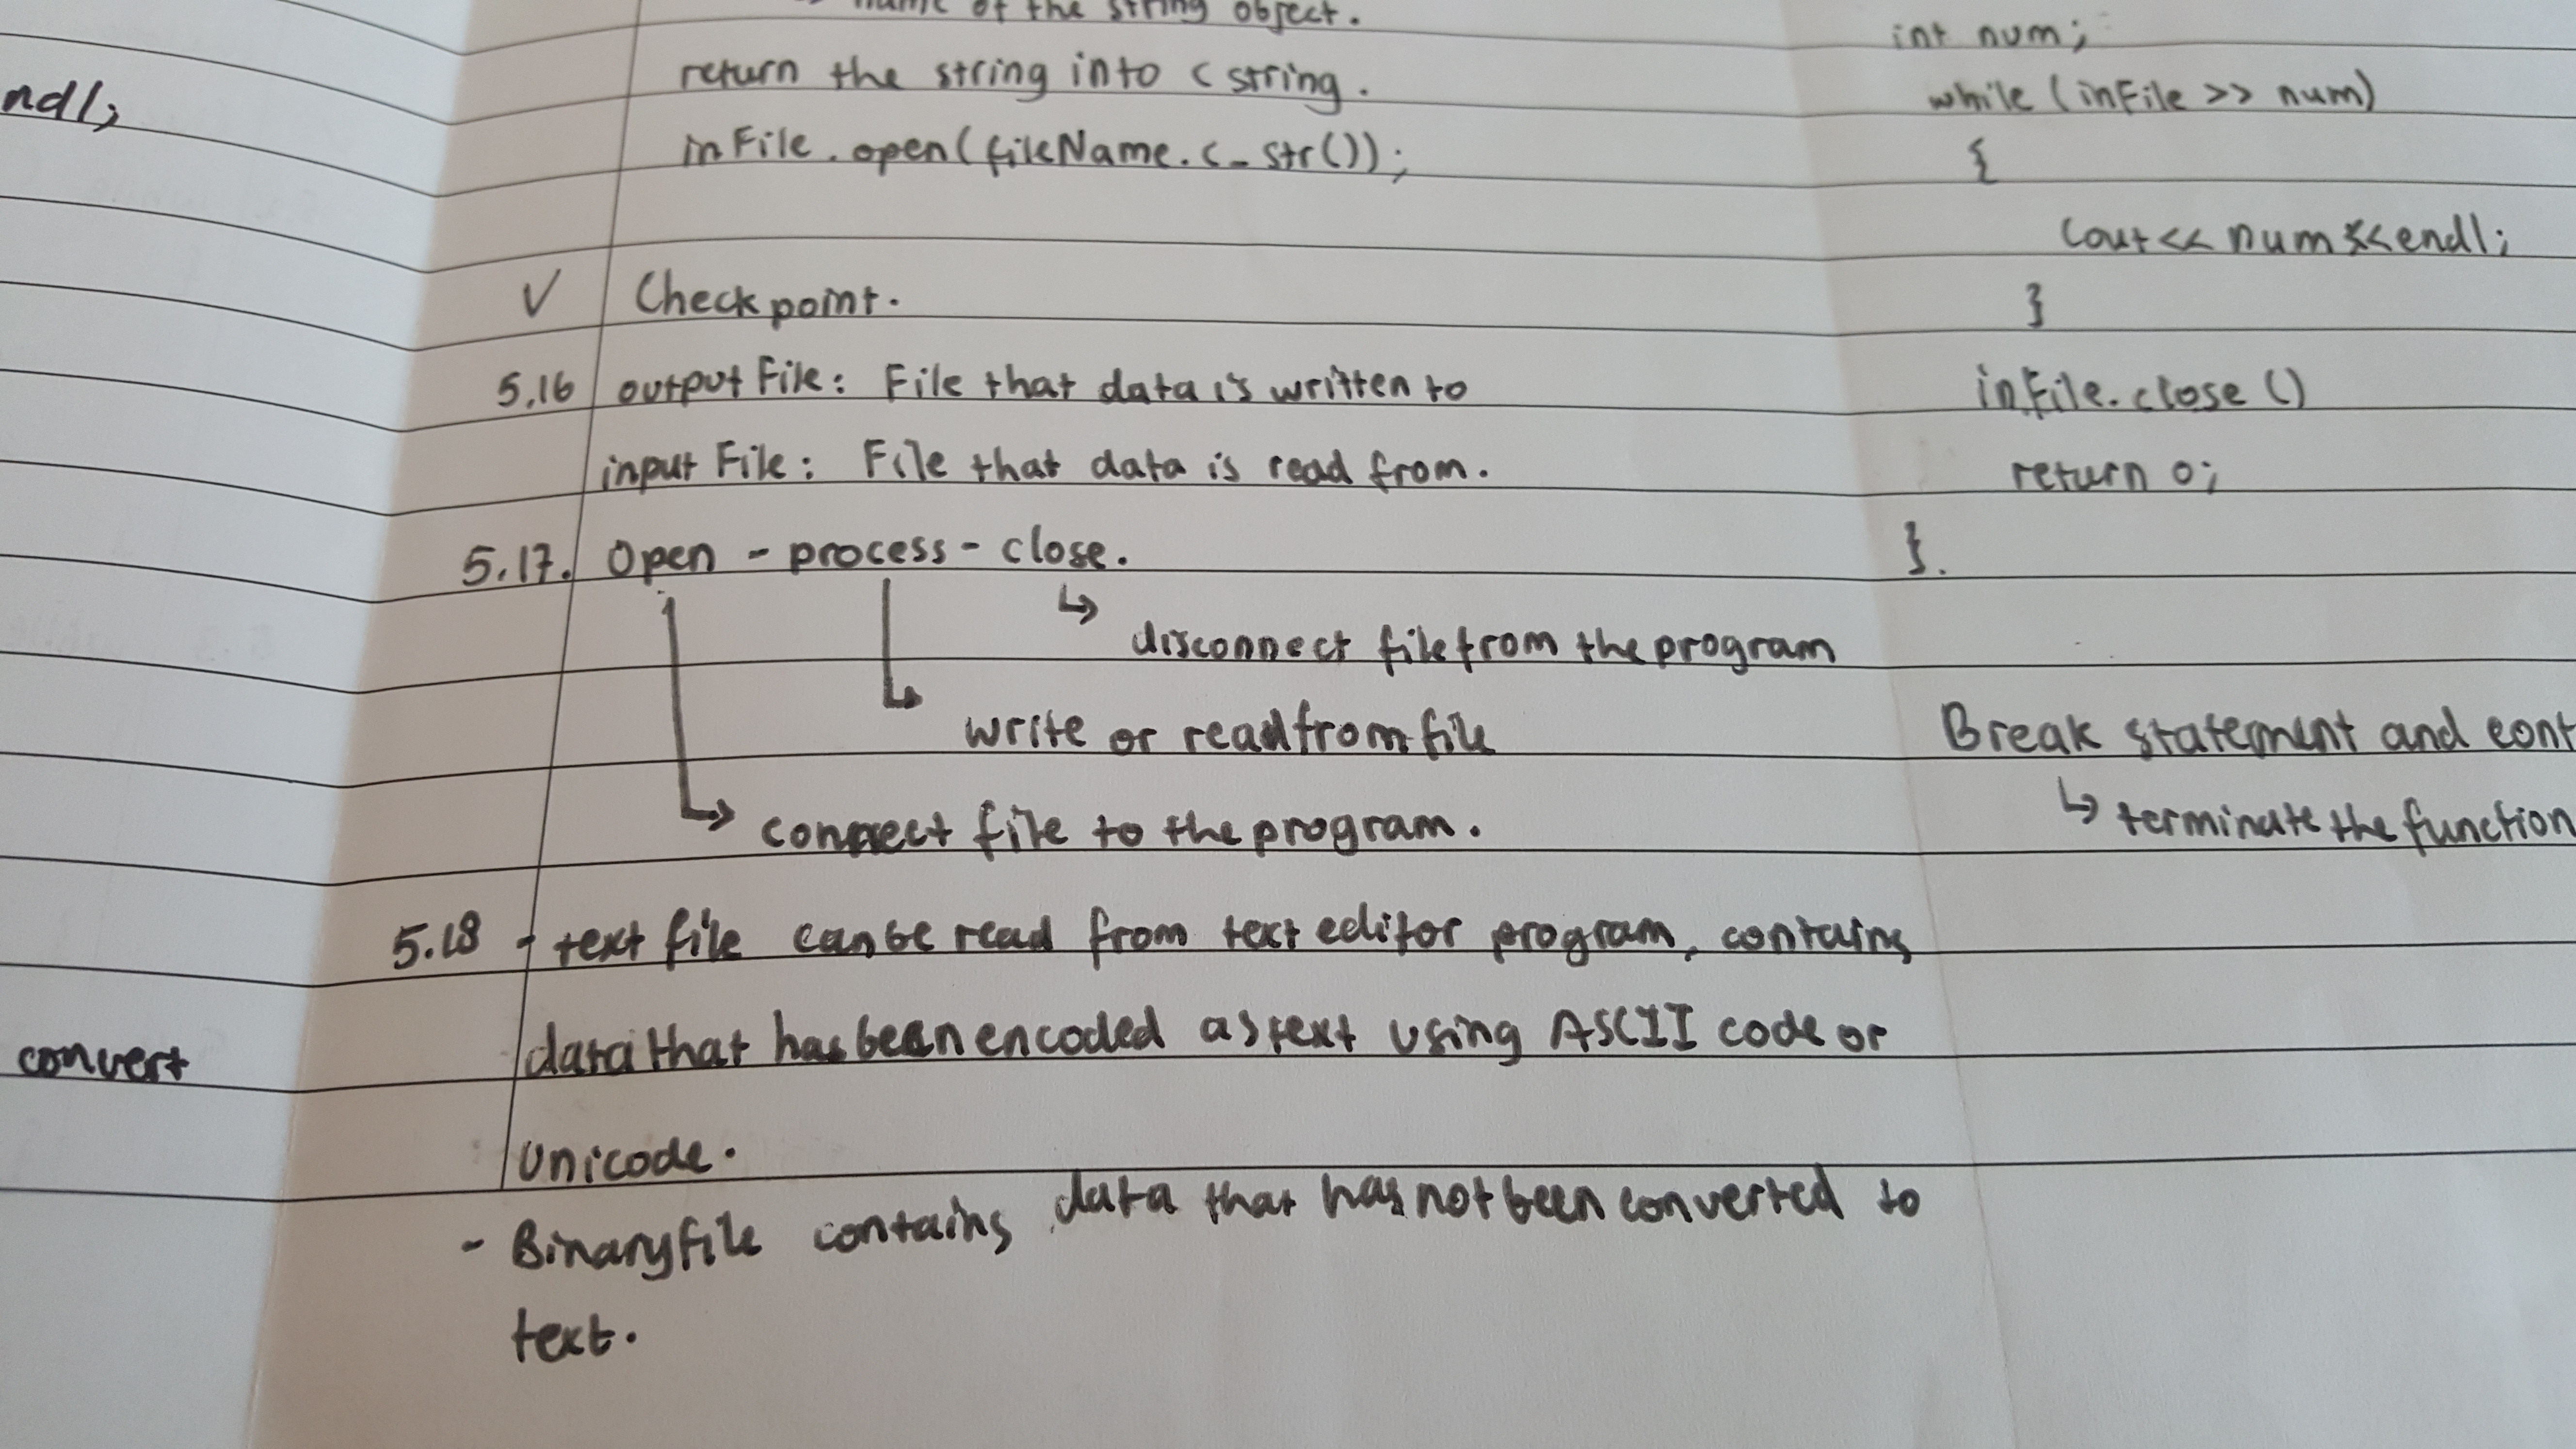 ndl;
convert
name of the string object.
return the string into c string.
inFile.open(fileName.c_str());
✓ Checkpoint.
5.16 output File: File that data is written to
input File: File that data is read from.
5.17. Open - process - close.
↳ disconnect file from the program
↳ write or read from file
↳ connect file to the program.
5.18 - text file can be read from text editor program, contains
data that has been encoded as text using ASCII code or
Unicode.
- Binary file contains data that has not been converted to
text.
int num;
while (inFile >> num)
{
cout<< num <<endl;
}
inFile.close()
return 0;
}.
Break statement and cont
↳ terminate the function